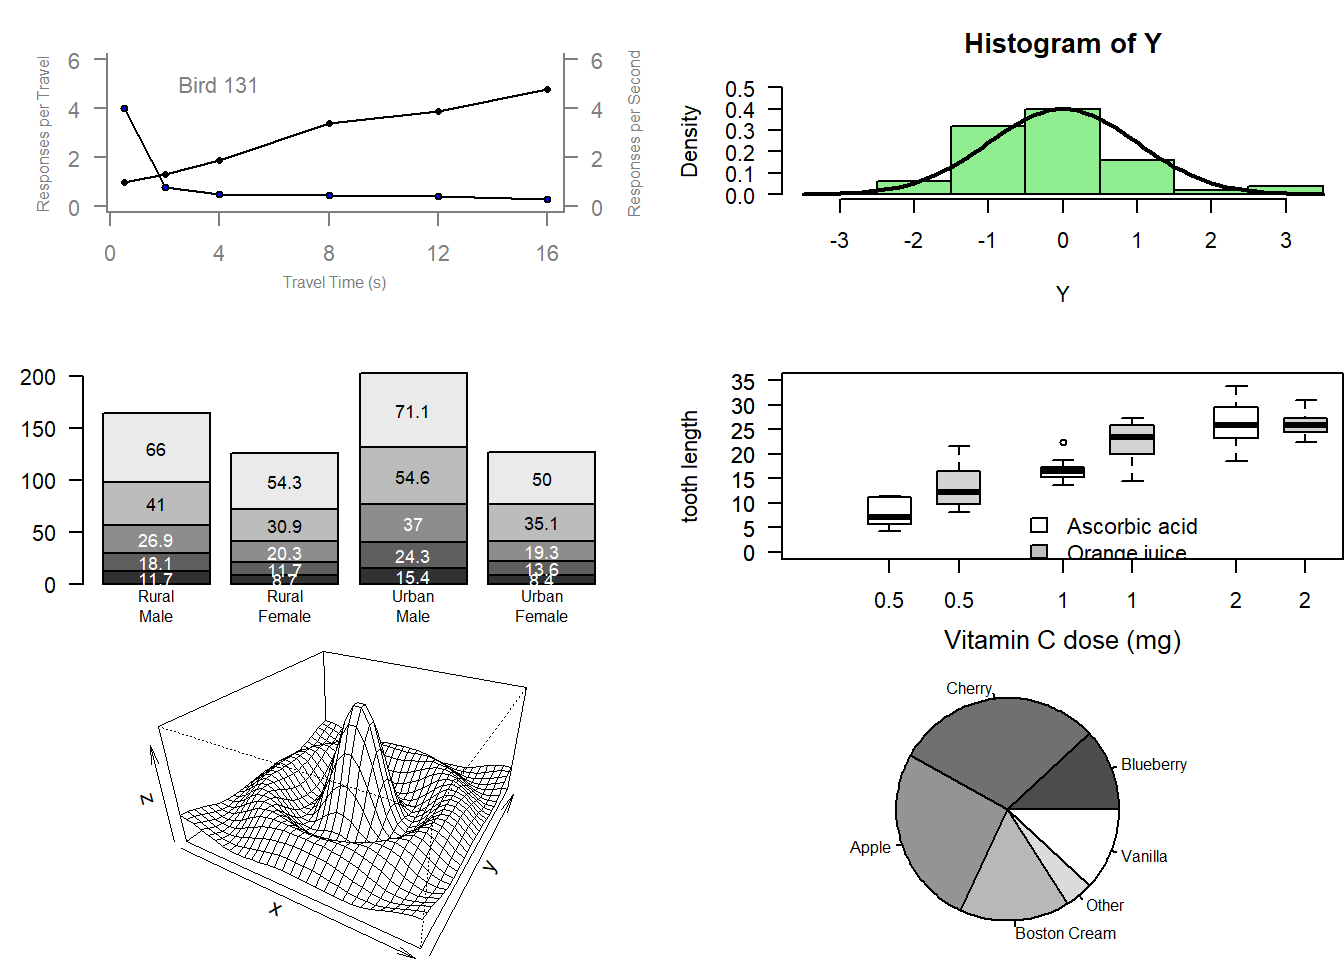 Responses per Travel
6
4
2
0
Bird 131
6
4
2
0
Responses per Second
0 4 8 12 16
Travel Time (s)
Histogram of Y
Density
0.5
0.4
0.3
0.2
0.1
0.0
-3 -2 -1 0 1 2 3
Y
200
150
100
50
0
66
41
26.9
18.1
11.7
54.3
30.9
20.3
11.7
8.7
71.1
54.6
37
24.3
15.4
50
35.1
19.3
13.6
8.4
Rural
Male
Rural
Female
Urban
Male
Urban
Female
tooth length
35
30
25
20
15
10
5
0
Ascorbic acid
Orange juice
0.5 0.5 1 1 2 2
Vitamin C dose (mg)
z
x
y
Cherry
Blueberry
Apple
Vanilla
Other
Boston Cream